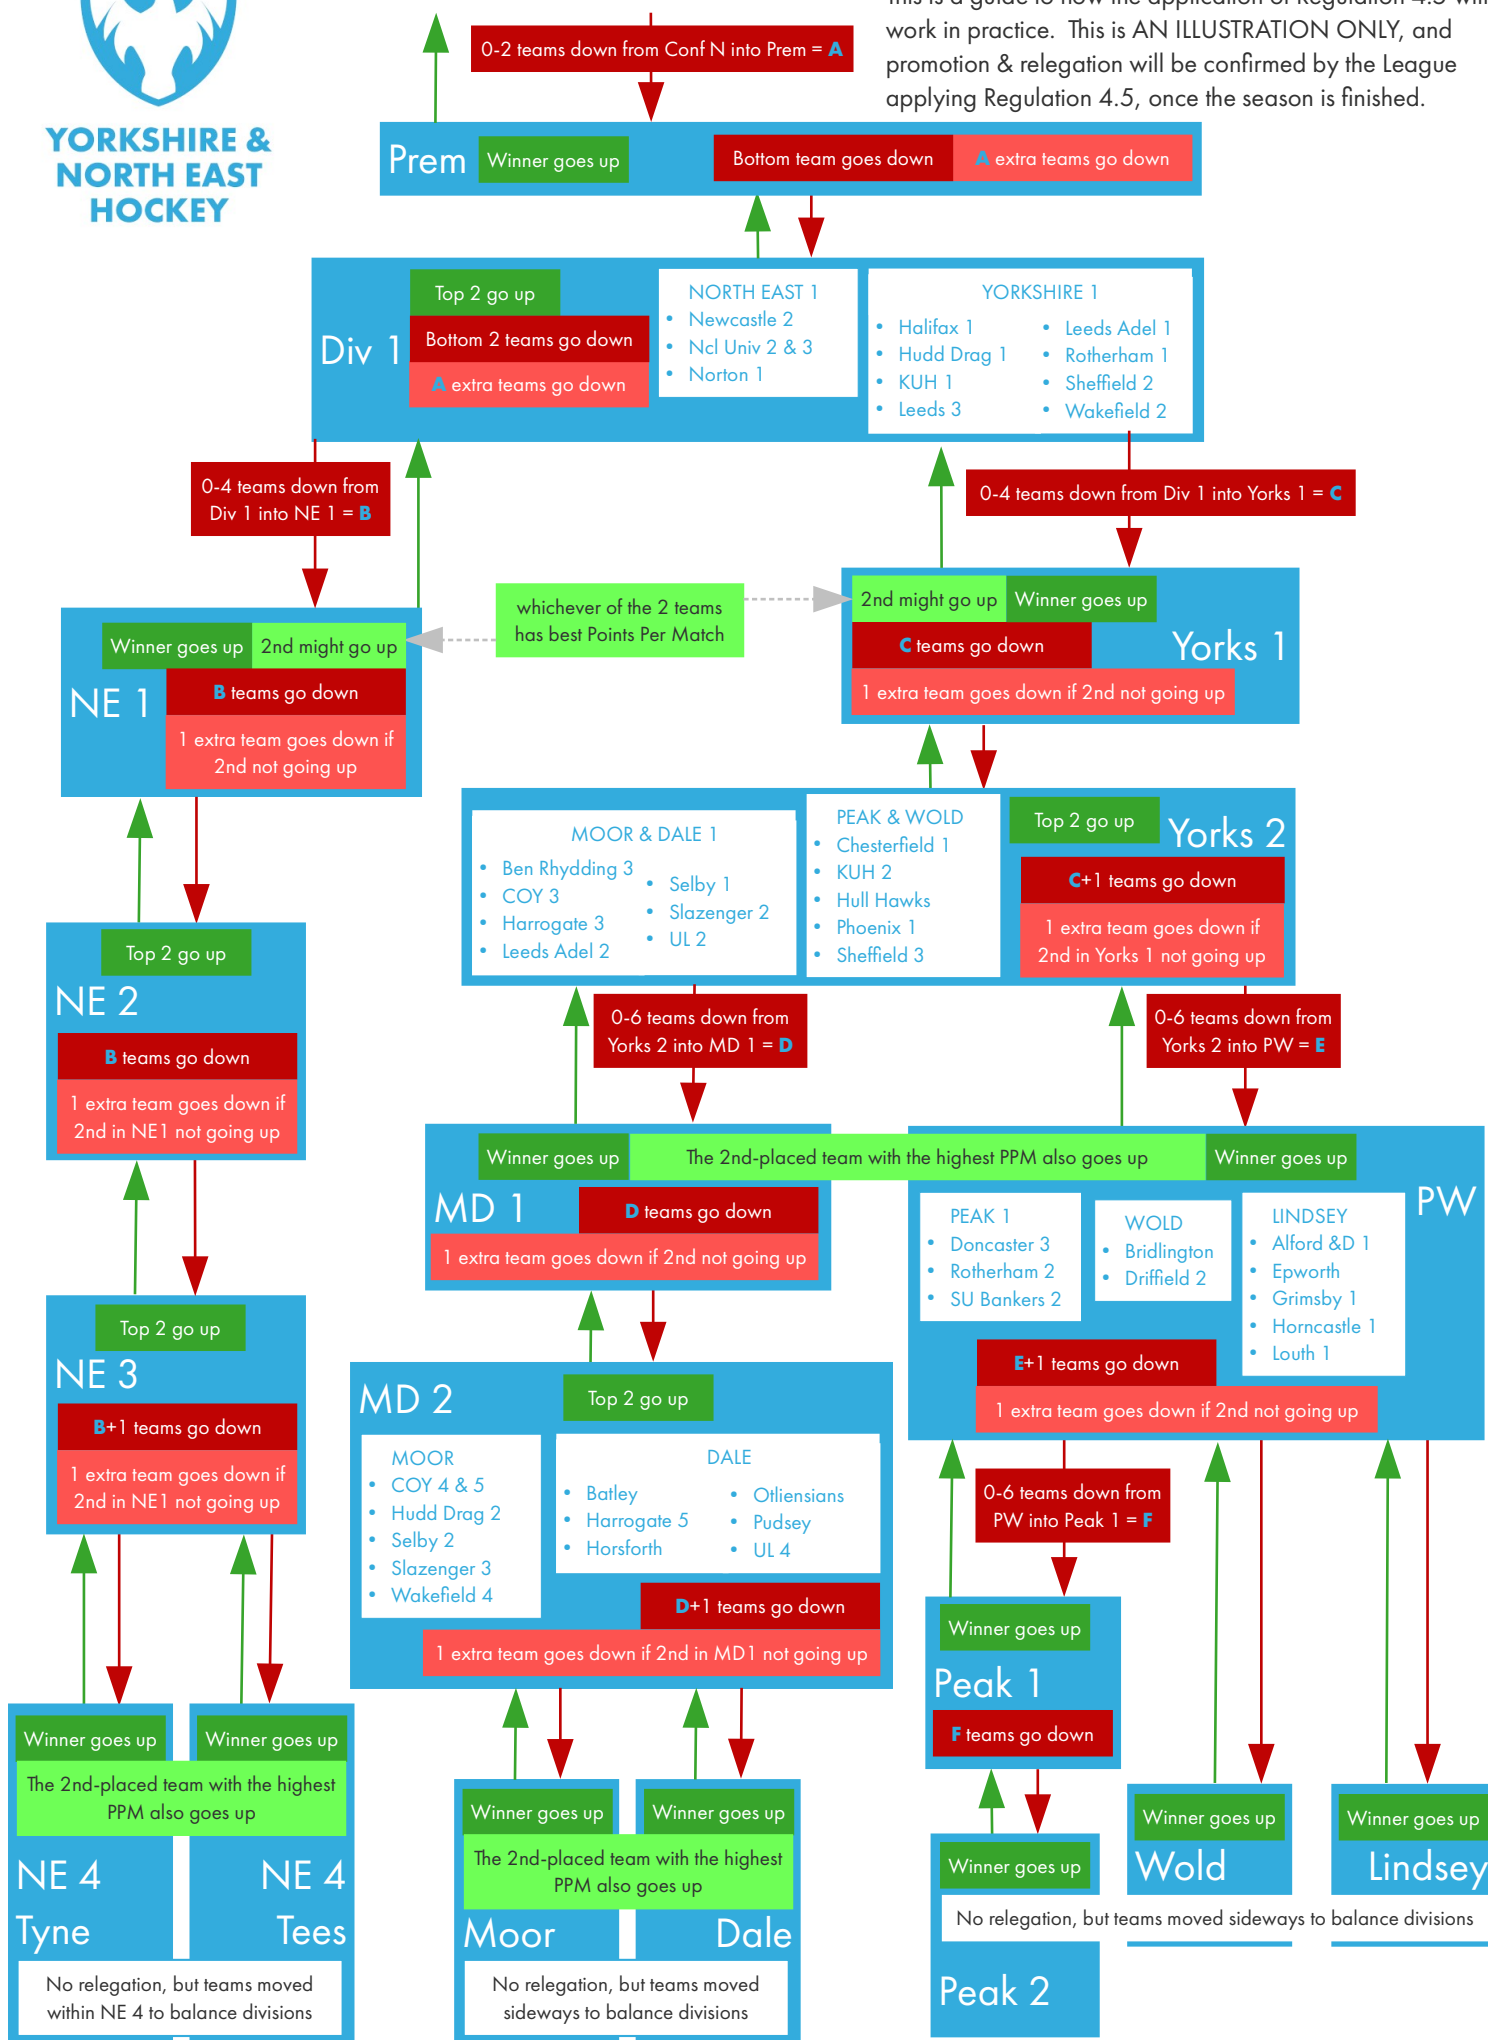 This is a guide to how the application of Regulation 4.5 will
work in practice. This is AN ILLUSTRATION ONLY, and
promotion & relegation will be confirmed by the League
applying Regulation 4.5, once the season is finished.
YORKSHIRE &
NORTH EAST
HOCKEY
0-2 teams down from Conf N into Prem = A
Prem
Winner goes up
Bottom team goes down
A extra teams go down
Div 1
Top 2 go up
Bottom 2 teams go down
A extra teams go down
NORTH EAST 1
• Newcastle 2
• Ncl Univ 2 & 3
• Norton 1
YORKSHIRE 1
• Halifax 1
• Hudd Drag 1
• KUH 1
• Leeds 3
• Leeds Adel 1
• Rotherham 1
• Sheffield 2
• Wakefield 2
0-4 teams down from
Div 1 into NE 1 = B
0-4 teams down from Div 1 into Yorks 1 = C
whichever of the 2 teams
has best Points Per Match
Winner goes up
2nd might go up
NE 1
B teams go down
1 extra team goes down if
2nd not going up
2nd might go up
Winner goes up
Yorks 1
C teams go down
1 extra team goes down if 2nd not going up
MOOR & DALE 1
• Ben Rhydding 3
• COY 3
• Harrogate 3
• Leeds Adel 2
• Selby 1
• Slazenger 2
• UL 2
PEAK & WOLD
• Chesterfield 1
• KUH 2
• Hull Hawks
• Phoenix 1
• Sheffield 3
Top 2 go up
Yorks 2
C+1 teams go down
1 extra team goes down if
2nd in Yorks 1 not going up
Top 2 go up
NE 2
B teams go down
1 extra team goes down if
2nd in NE1 not going up
0-6 teams down from
Yorks 2 into MD 1 = D
0-6 teams down from
Yorks 2 into PW = E
Winner goes up
The 2nd-placed team with the highest PPM also goes up
Winner goes up
MD 1
D teams go down
1 extra team goes down if 2nd not going up
PW
PEAK 1
• Doncaster 3
• Rotherham 2
• SU Bankers 2
WOLD
• Bridlington
• Driffield 2
LINDSEY
• Alford &D 1
• Epworth
• Grimsby 1
• Horncastle 1
• Louth 1
E+1 teams go down
1 extra team goes down if 2nd not going up
Top 2 go up
NE 3
B+1 teams go down
1 extra team goes down if
2nd in NE1 not going up
MD 2
Top 2 go up
MOOR
• COY 4 & 5
• Hudd Drag 2
• Selby 2
• Slazenger 3
• Wakefield 4
DALE
• Batley
• Harrogate 5
• Horsforth
• Otliensians
• Pudsey
• UL 4
D+1 teams go down
1 extra team goes down if 2nd in MD1 not going up
0-6 teams down from
PW into Peak 1 = F
Winner goes up
Peak 1
F teams go down
Winner goes up
Winner goes up
The 2nd-placed team with the highest
PPM also goes up
NE 4
Tyne
NE 4
Tees
No relegation, but teams moved
within NE 4 to balance divisions
Winner goes up
Winner goes up
The 2nd-placed team with the highest
PPM also goes up
Moor
Dale
No relegation, but teams moved
sideways to balance divisions
Winner goes up
Winner goes up
Winner goes up
Wold
Lindsey
No relegation, but teams moved sideways to balance divisions
Peak 2